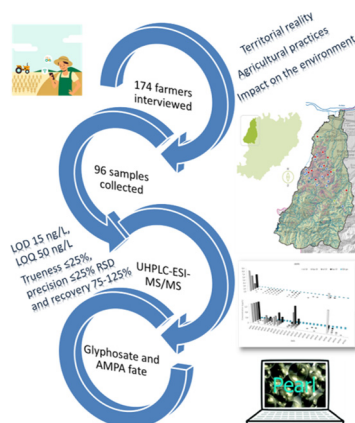 Territorial reality
Agricultural practices
Impact on the environment
174 farmers
interviewed
96 samples
collected
LOD 15 ng/L,
LOQ 50 ng/L
Trueness ≤25%,
precision ≤25% RSD
and recovery 75-125%
UHPLC-ESI-
MS/MS
Glyphosate and
AMPA fate
Pearl